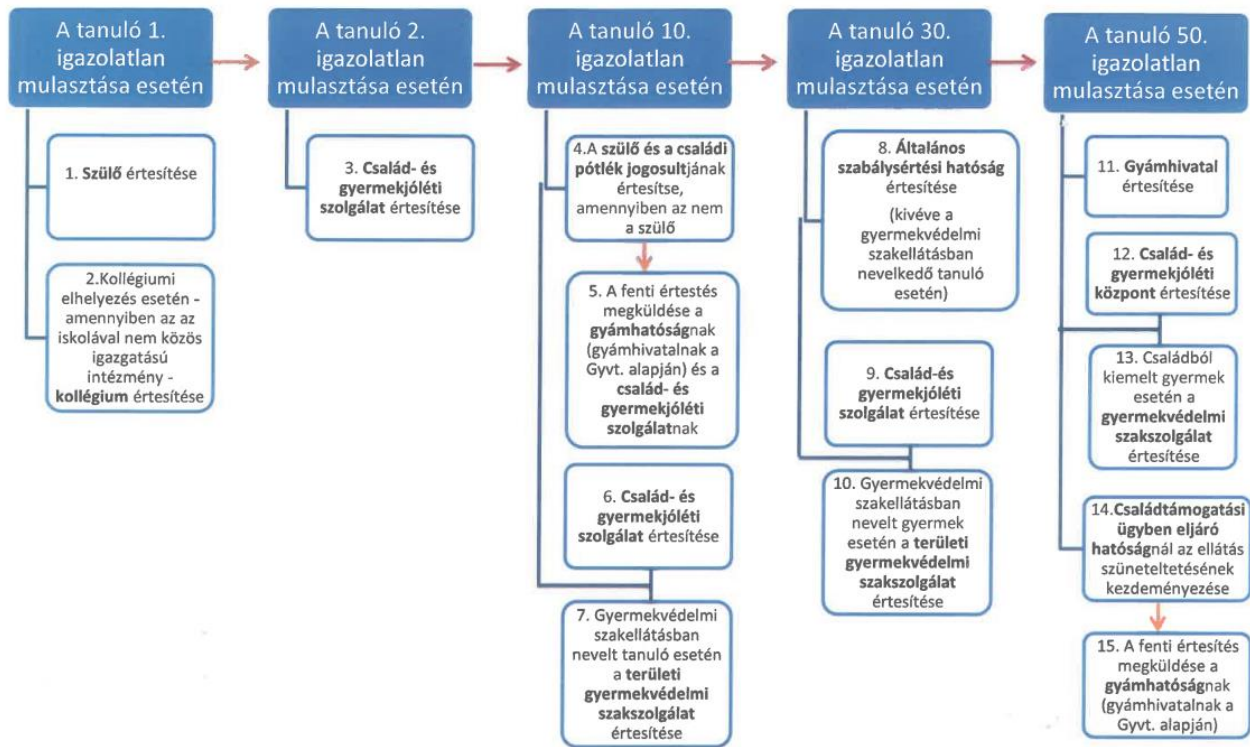 A tanuló 1.
igazolatlan
mulasztása esetén
1. Szülő értesítése
2.Kollégiumi
elhelyezés esetén -
amennyiben az az
iskolával nem közös
igazgatású
intézmény -
kollégium értesítése
A tanuló 2.
igazolatlan
mulasztása esetén
3. Család- és
gyermekjóléti
szolgálat értesítése
A tanuló 10.
igazolatlan
mulasztása esetén
4.A szülő és a családi
pótlék jogosultjának
értesítse,
amennyiben az nem
a szülő
5. A fenti értestés
megküldése a
gyámhatóságnak
(gyámhivatalnak a
Gyvt. alapján) és a
család- és
gyermekjóléti
szolgálatnak
6. Család- és
gyermekjóléti
szolgálat értesítése
7. Gyermekvédelmi
szakellátásban
nevelt tanuló esetén
a területi
gyermekvédelmi
szakszolgálat
értesítése
A tanuló 30.
igazolatlan
mulasztása esetén
8. Általános
szabálysértési hatóság
értesítése
(kivéve a
gyermekvédelmi
szakellátásban
nevelkedő tanuló
esetén)
9. Család-és
gyermekjóléti
szolgálat értesítése
10. Gyermekvédelmi
szakellátásban
nevelt gyermek
esetén a területi
gyermekvédelmi
szakszolgálat
értesítése
A tanuló 50.
igazolatlan
mulasztása esetén
11. Gyámhivatal
értesítése
12. Család- és
gyermekjóléti
központ értesítése
13. Családból
kiemelt gyermek
esetén a
gyermekvédelmi
szakszolgálat
értesítése
14.Családtámogatási
ügyben eljáró
hatóságnál az ellátás
szüneteltetésének
kezdeményezése
15. A fenti értesítés
megküldése a
gyámhatóságnak
(gyámhivatalnak a
Gyvt. alapján)